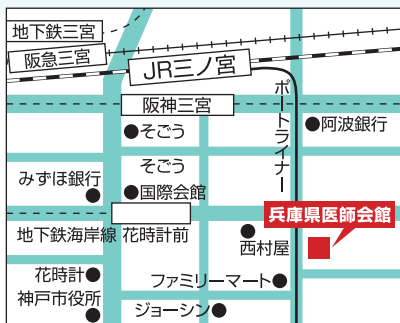 地下鉄三宮
阪急三宮
JR三ノ宮
阪神三宮
ポートライナー
そごう
阿波銀行
そごう
みずほ銀行
国際会館
兵庫県医師会館
地下鉄海岸線 花時計前
西村屋
花時計
ファミリーマート
神戸市役所
ジョーシン